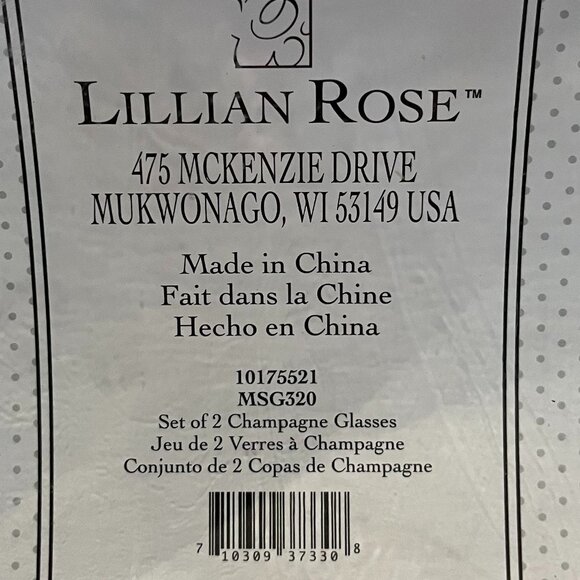 LILLIAN ROSE™
475 MCKENZIE DRIVE
MUKWONAGO, WI 53149 USA
Made in China
Fait dans la Chine
Hecho en China
10175521
MSG320
Set of 2 Champagne Glasses
Jeu de 2 Verres à Champagne
Conjunto de 2 Copas de Champagne
7 10309 37330 8